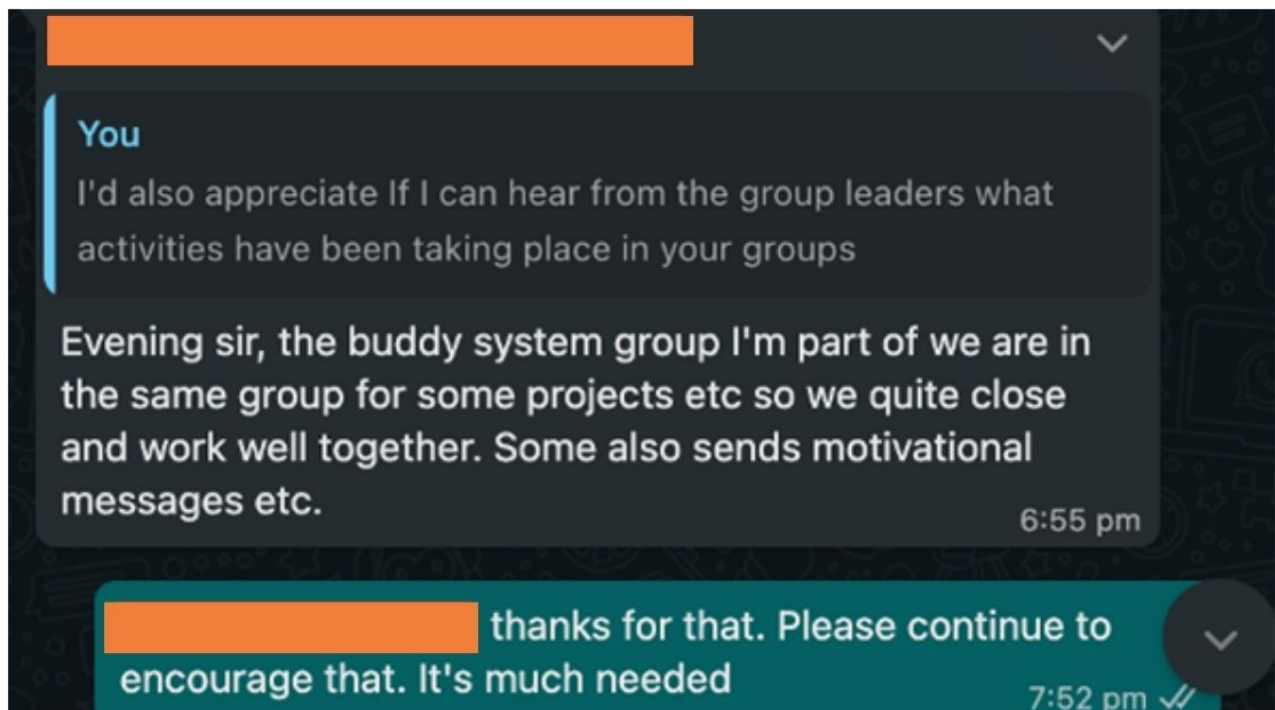 You
I'd also appreciate If I can hear from the group leaders what
activities have been taking place in your groups
Evening sir, the buddy system group I'm part of we are in
the same group for some projects etc so we quite close
and work well together. Some also sends motivational
messages etc.
6:55 pm
thanks for that. Please continue to
encourage that. It's much needed
7:52 pm